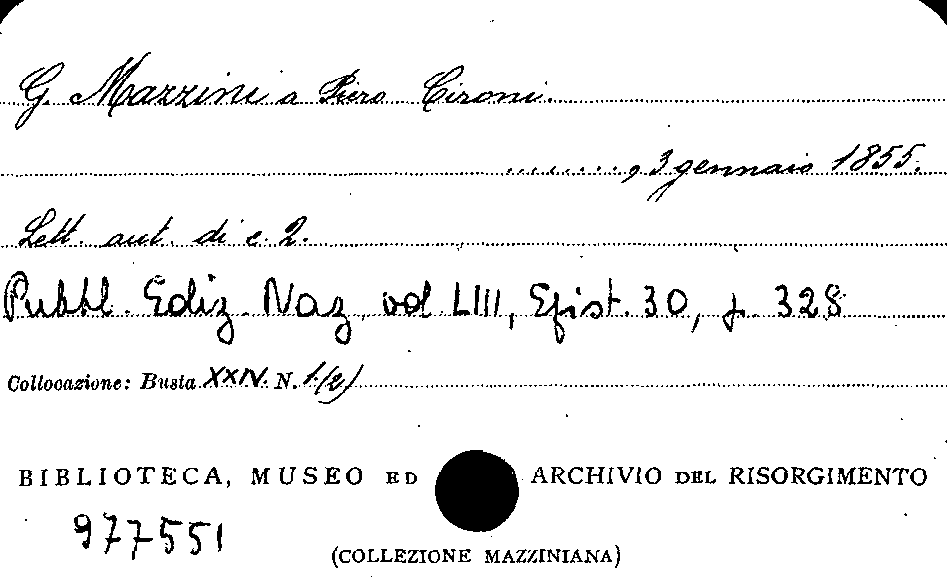 G. Mazzini a Piero Cironi.
........., 3 gennaio 1855.
Lett. aut. di c. 2.
Pubbl. Ediz. Naz. vol LIII, Epist. 30, p. 328
Collocazione: Busta XXIV. N. 1.(2)
BIBLIOTECA, MUSEO ED ARCHIVIO DEL RISORGIMENTO
977551
(COLLEZIONE MAZZINIANA)